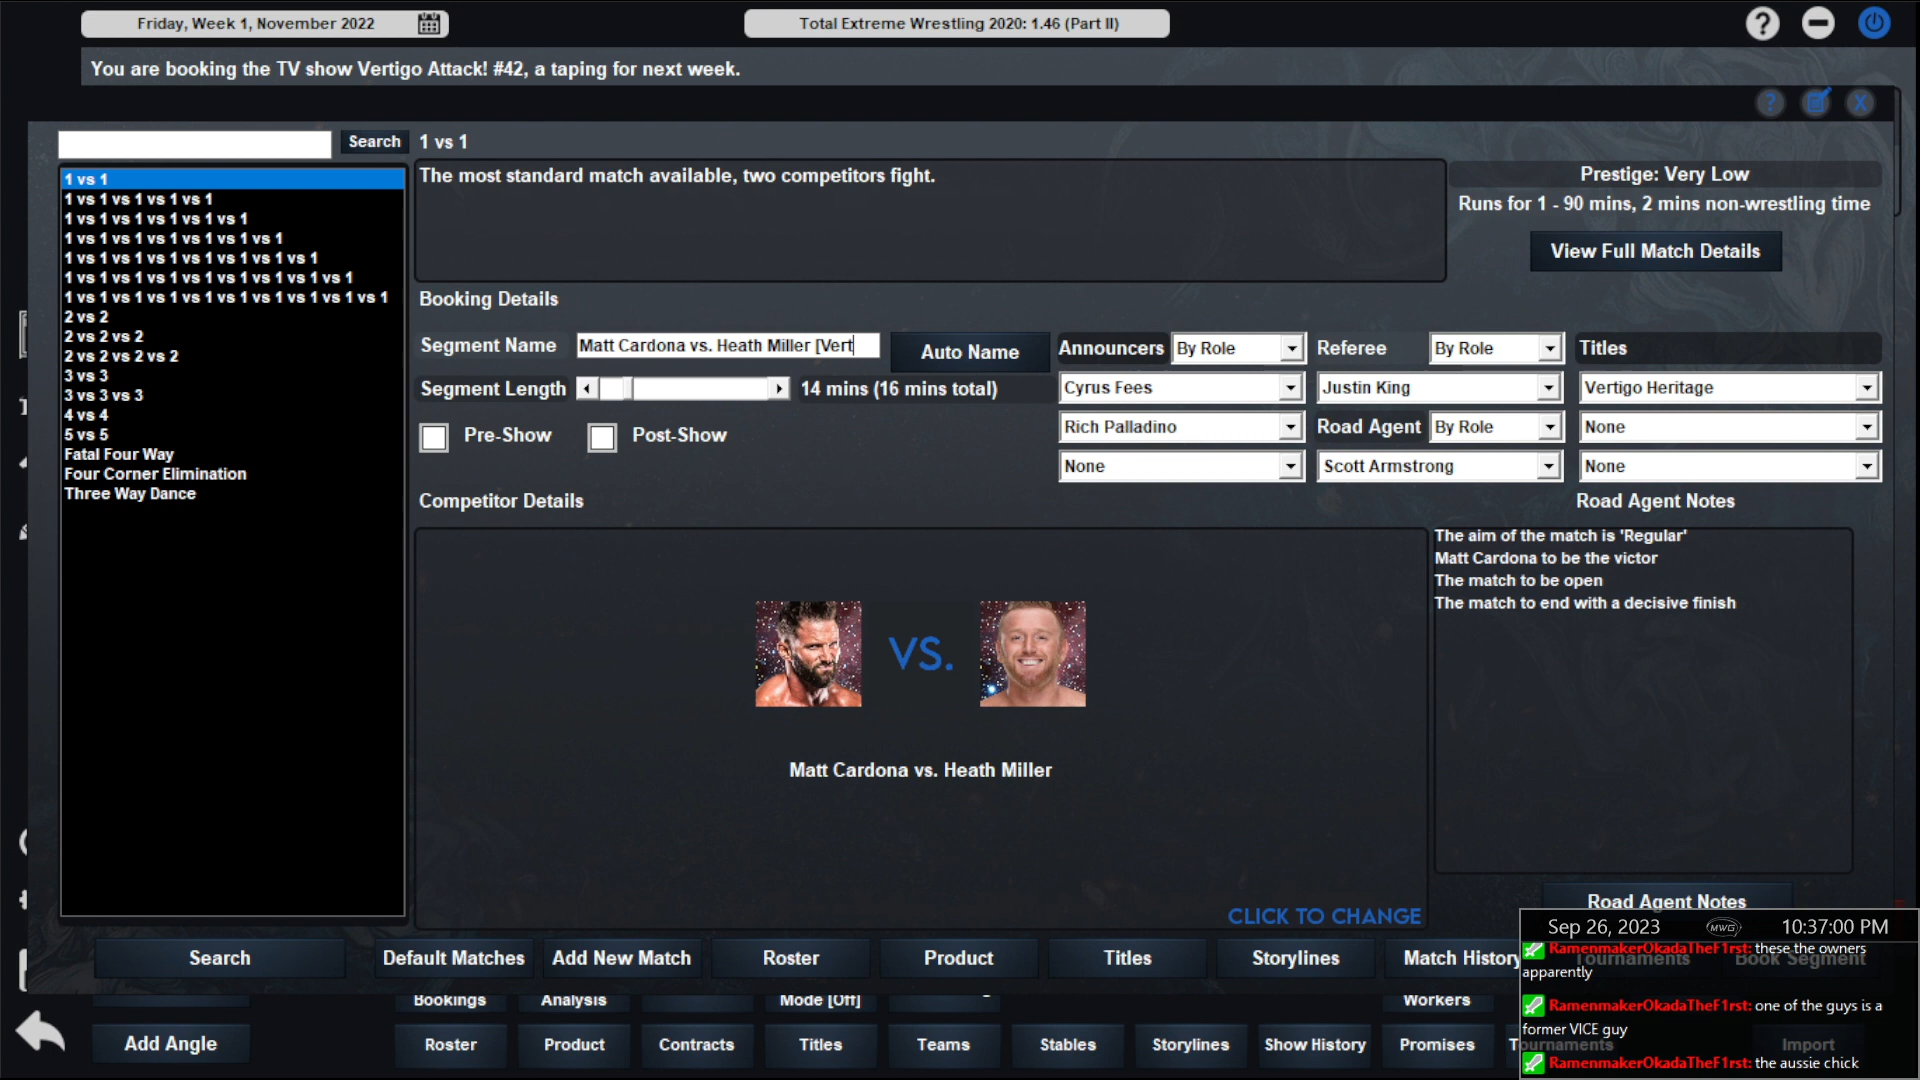 Friday, Week 1, November 2022
Total Extreme Wrestling 2020: 1.46 (Part II)
?
You are booking the TV show Vertigo Attack! #42, a taping for next week.
? X
Search
1 vs 1
1 vs 1
1 vs 1 vs 1 vs 1 vs 1
1 vs 1 vs 1 vs 1 vs 1 vs 1
1 vs 1 vs 1 vs 1 vs 1 vs 1 vs 1
1 vs 1 vs 1 vs 1 vs 1 vs 1 vs 1 vs 1
1 vs 1 vs 1 vs 1 vs 1 vs 1 vs 1 vs 1 vs 1
1 vs 1 vs 1 vs 1 vs 1 vs 1 vs 1 vs 1 vs 1 vs 1
2 vs 2
2 vs 2 vs 2
2 vs 2 vs 2 vs 2
3 vs 3
3 vs 3 vs 3
4 vs 4
5 vs 5
Fatal Four Way
Four Corner Elimination
Three Way Dance
The most standard match available, two competitors fight.
Prestige: Very Low
Runs for 1 - 90 mins, 2 mins non-wrestling time
View Full Match Details
Booking Details
Segment Name
Matt Cardona vs. Heath Miller [Vert
Auto Name
Segment Length
14 mins (16 mins total)
Pre-Show
Post-Show
Announcers
By Role
Cyrus Fees
Rich Palladino
None
Referee
By Role
Justin King
Road Agent
By Role
Scott Armstrong
Titles
Vertigo Heritage
None
None
Competitor Details
VS.
Matt Cardona vs. Heath Miller
CLICK TO CHANGE
Road Agent Notes
The aim of the match is 'Regular'
Matt Cardona to be the victor
The match to be open
The match to end with a decisive finish
Road Agent Notes
Search
Default Matches
Add New Match
Roster
Product
Titles
Storylines
Match History
Tournaments
Book Segment
Bookings
Analysis
Mode [Off]
Workers
Add Angle
Roster
Product
Contracts
Titles
Teams
Stables
Storylines
Show History
Promises
Tournaments
Import
Sep 26, 2023
MWG
10:37:00 PM
RamenmakerOkadaTheF1rst: these the owners
apparently
RamenmakerOkadaTheF1rst: one of the guys is a
former VICE guy
RamenmakerOkadaTheF1rst: the aussie chick